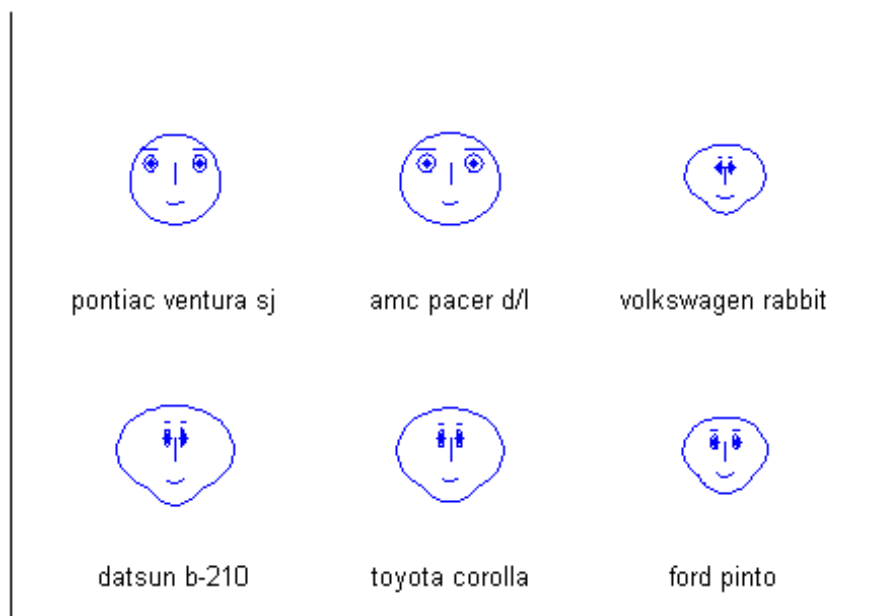 pontiac ventura sj
amc pacer d/l
volkswagen rabbit
datsun b-210
toyota corolla
ford pinto